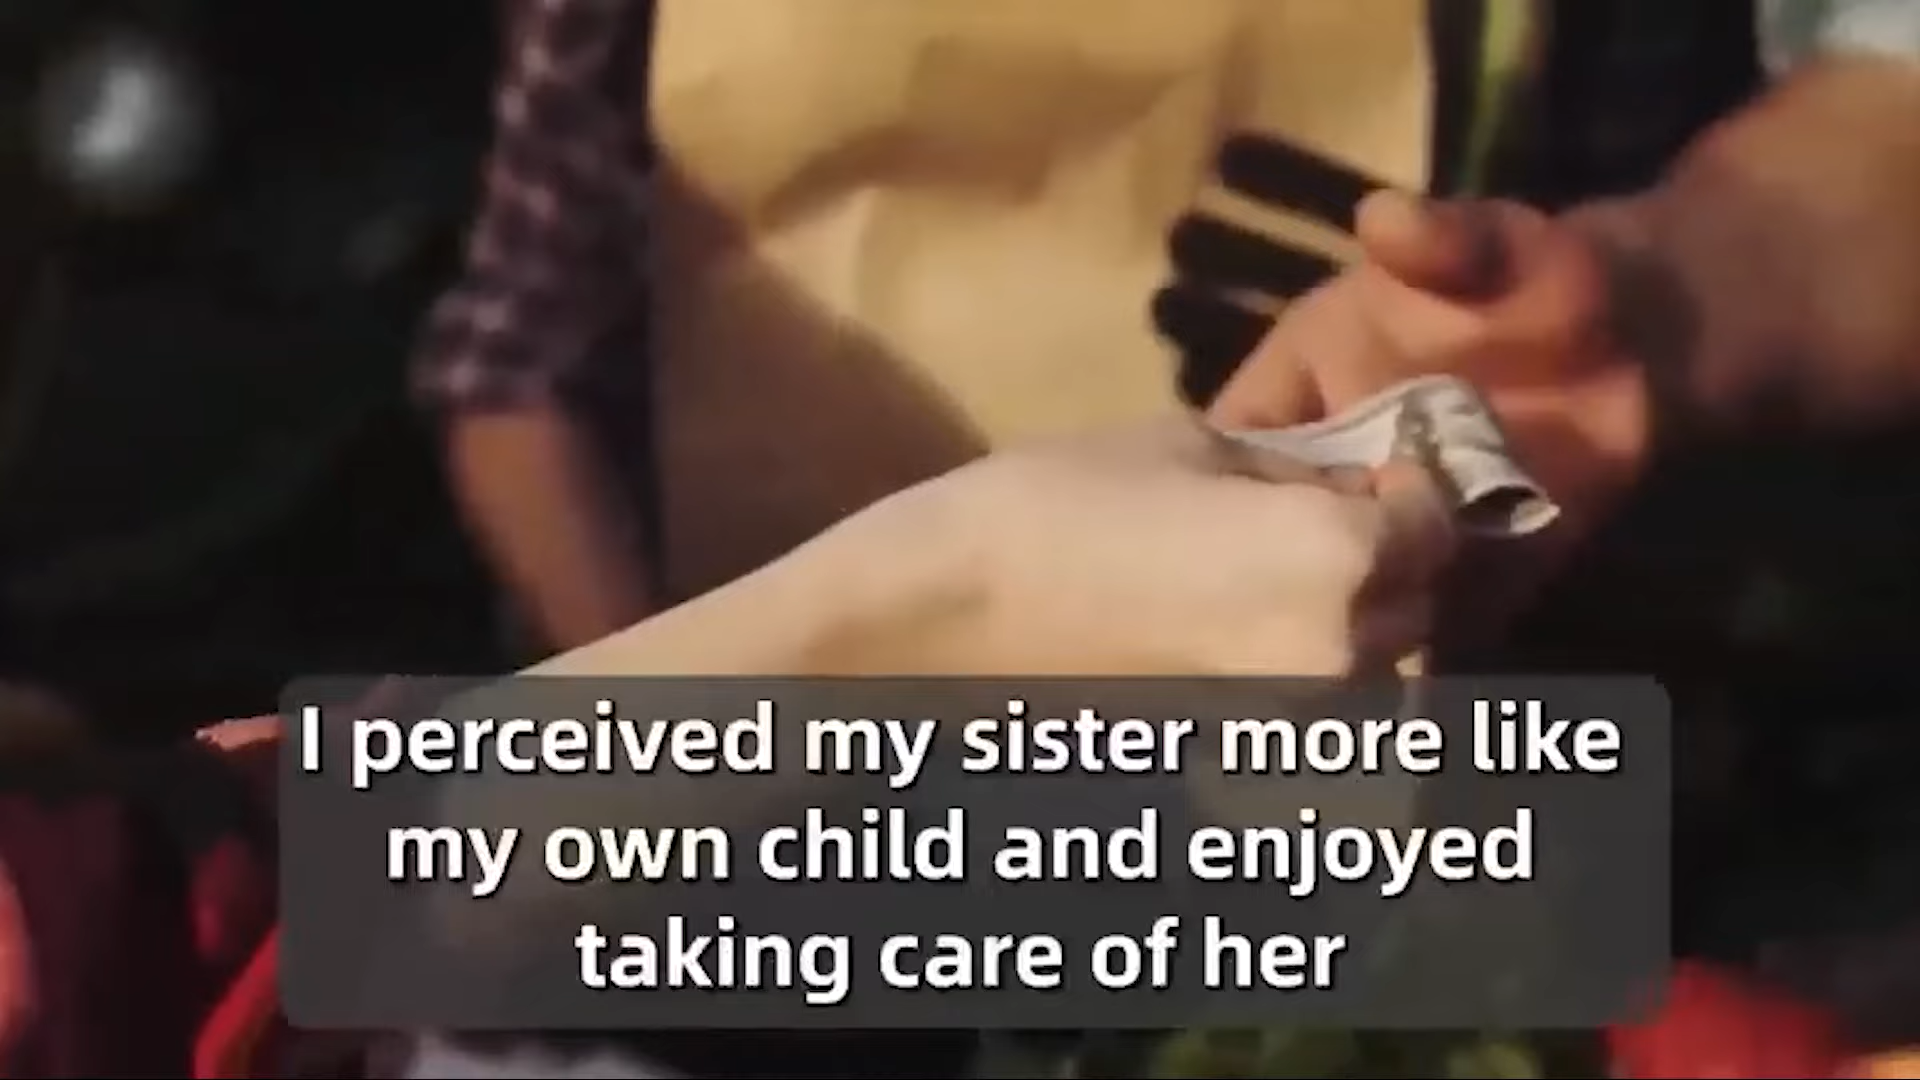 I perceived my sister more like
my own child and enjoyed
taking care of her